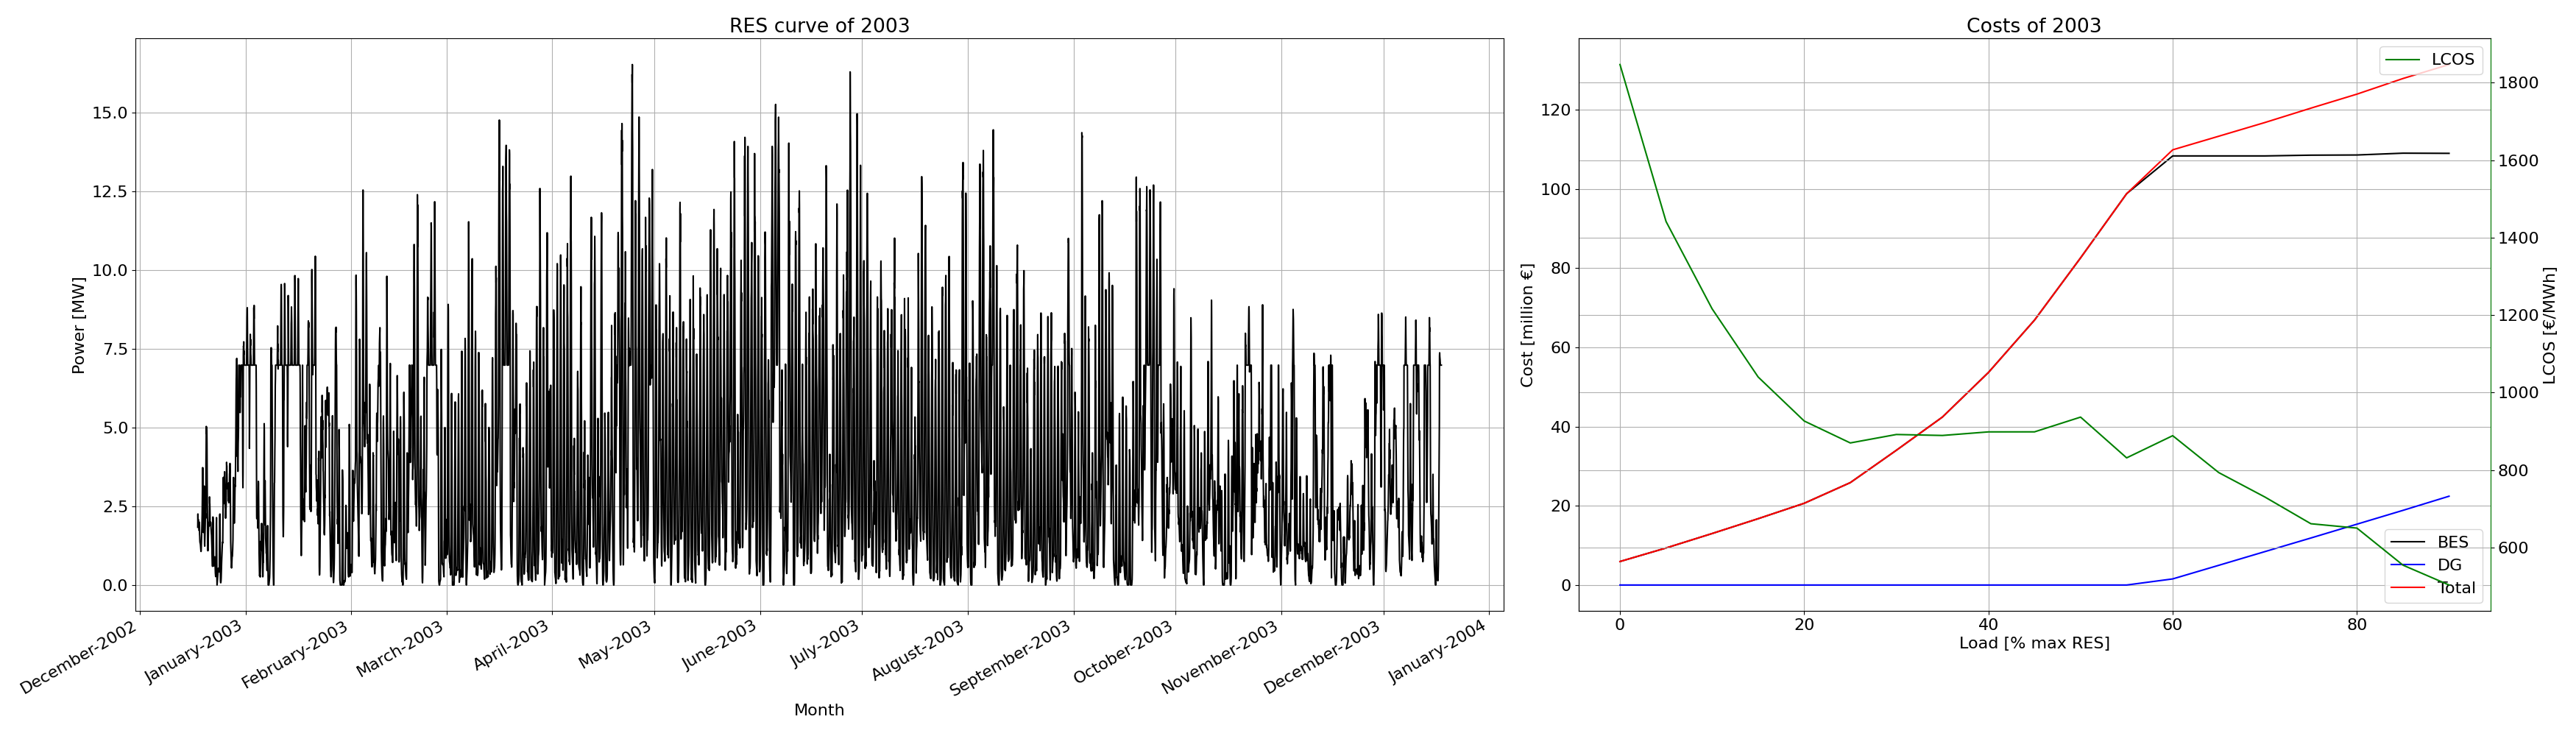 RES curve of 2003
Power [MW]
15.0
12.5
10.0
7.5
5.0
2.5
0.0
December-2002
January-2003
February-2003
March-2003
April-2003
May-2003
June-2003
July-2003
August-2003
September-2003
October-2003
November-2003
December-2003
January-2004
Month
Costs of 2003
Cost [million €]
120
100
80
60
40
20
0
0
20
40
60
80
Load [% max RES]
LCOS
BES
DG
Total
1800
1600
1400
1200
1000
800
600
LCOS [€/MWh]